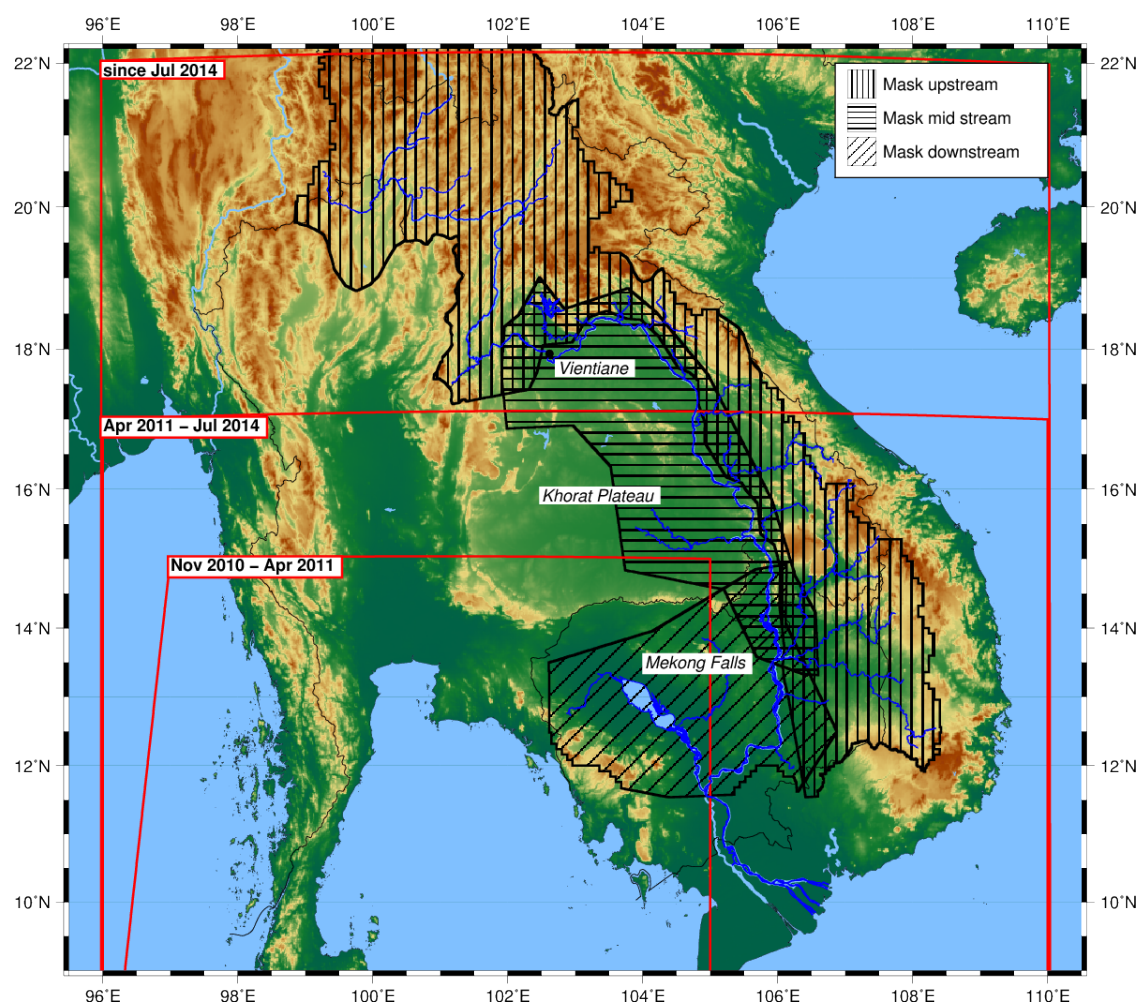 96˚E 98˚E 100˚E 102˚E 104˚E 106˚E 108˚E 110˚E
22˚N 22˚N
since Jul 2014
Mask upstream
Mask mid stream
Mask downstream
20˚N 20˚N
18˚N 18˚N
Vientiane
Apr 2011 − Jul 2014
16˚N 16˚N
Khorat Plateau
Nov 2010 − Apr 2011
14˚N 14˚N
Mekong Falls
12˚N 12˚N
10˚N 10˚N
96˚E 98˚E 100˚E 102˚E 104˚E 106˚E 108˚E 110˚E